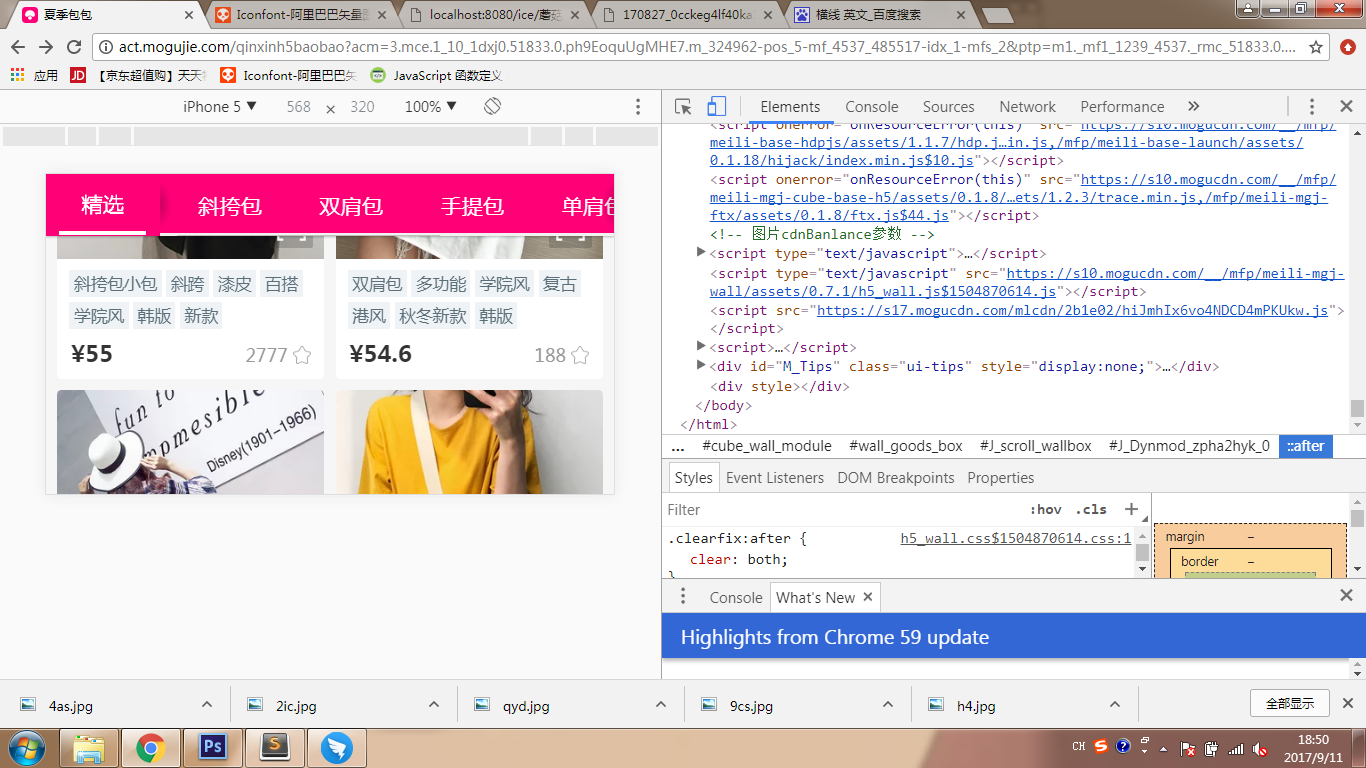 夏季包包
Iconfont-阿里巴巴矢量
localhost:8080/ice/蘑菇
170827_0cckeg4lf40ka
横线 英文_百度搜索
act.mogujie.com/qinxinh5baobao?acm=3.mce.1_10_1dxj0.51833.0.ph9EoquUgMHE7.m_324962-pos_5-mf_4537_485517-idx_1-mfs_2&ptp=m1._mf1_1239_4537._rmc_51833.0....
应用
JD
【京东超值购】天天
Iconfont-阿里巴巴矢
JavaScript 函数定义
iPhone 5 ▼ 568 × 320 100% ▼
Elements Console Sources Network Performance »
精选 斜挎包 双肩包 手提包 单肩包
斜挎包小包 斜跨 漆皮 百搭
学院风 韩版 新款
¥55 2777
双肩包 多功能 学院风 复古
港风 秋冬新款 韩版
¥54.6 188
fun to
impmesible
Disney(1901–1966)
<script onerror="onResourceError(this)" src="https://s10.mogucdn.com/__/mfp/
meili-base-hdpjs/assets/1.1.7/hdp.j…in.js,/mfp/meili-base-launch/assets/
0.1.18/hijack/index.min.js$10.js"></script>
<script onerror="onResourceError(this)" src="https://s10.mogucdn.com/__/mfp/
meili-mgj-cube-base-h5/assets/0.1.8/…ets/1.2.3/trace.min.js,/mfp/meili-mgj-
ftx/assets/0.1.8/ftx.js$44.js"></script>
<!-- 图片cdnBanlance参数 -->
<script type="text/javascript">…</script>
<script type="text/javascript" src="https://s10.mogucdn.com/__/mfp/meili-mgj-
wall/assets/0.7.1/h5_wall.js$1504870614.js"></script>
<script src="https://s17.mogucdn.com/mlcdn/2b1e02/hiJmhIx6vo4NDCD4mPKUkw.js">
</script>
<script>…</script>
<div id="M_Tips" class="ui-tips" style="display:none;">…</div>
<div style></div>
</body>
</html>
... #cube_wall_module #wall_goods_box #J_scroll_wallbox #J_Dynmod_zpha2hyk_0 ::after
Styles Event Listeners DOM Breakpoints Properties
Filter :hov .cls +
.clearfix:after { h5_wall.css$1504870614.css:1
clear: both;
}
margin –
border –
Console What's New ×
Highlights from Chrome 59 update
4as.jpg
2ic.jpg
qyd.jpg
9cs.jpg
h4.jpg
全部显示
Ps
S
CH
S
18:50
2017/9/11